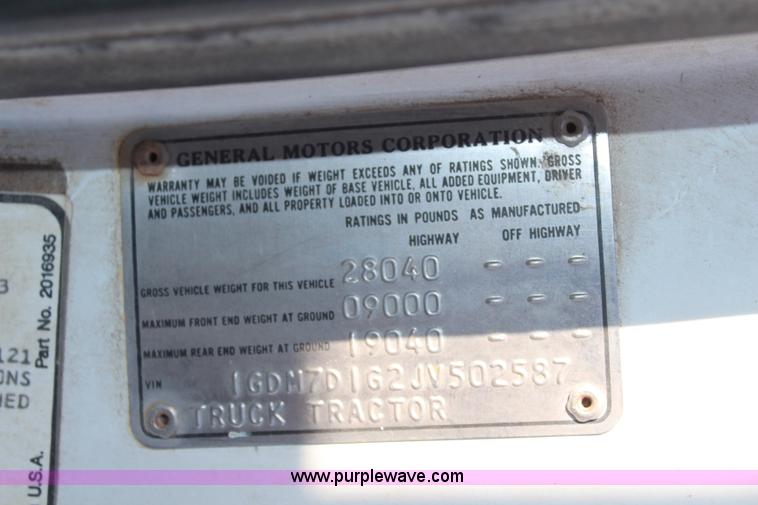 GENERAL MOTORS CORPORATION
WARRANTY MAY BE VOIDED IF WEIGHT EXCEEDS ANY OF RATINGS SHOWN. GROSS
VEHICLE WEIGHT INCLUDES WEIGHT OF BASE VEHICLE, ALL ADDED EQUIPMENT, DRIVER
AND PASSENGERS, AND ALL PROPERTY LOADED INTO OR ONTO VEHICLE.
RATINGS IN POUNDS AS MANUFACTURED
HIGHWAY OFF HIGHWAY
GROSS VEHICLE WEIGHT FOR THIS VEHICLE 28040 - - -
MAXIMUM FRONT END WEIGHT AT GROUND 09000 - - -
MAXIMUM REAR END WEIGHT AT GROUND 19040 - - -
VIN 1GDM7D1G2JV502587
TRUCK TRACTOR
3
121
ONS
HED
Part No. 2016935
U.S.A.
www.purplewave.com